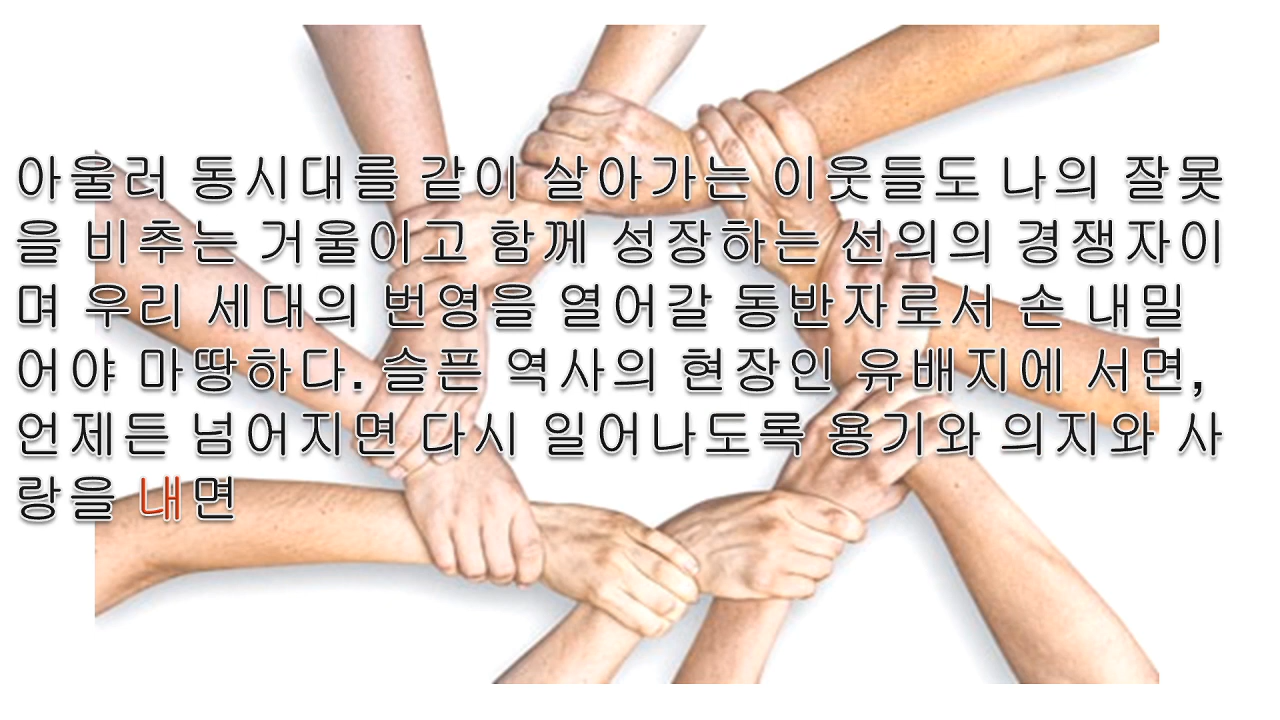 아울러 동시대를 같이 살아가는 이웃들도 나의 잘못
을 비추는 거울이고 함께 성장하는 선의의 경쟁자이
며 우리 세대의 번영을 열어갈 동반자로서 손 내밀
어야 마땅하다. 슬픈 역사의 현장인 유배지에 서면,
언제든 넘어지면 다시 일어나도록 용기와 의지와 사
랑을 내면